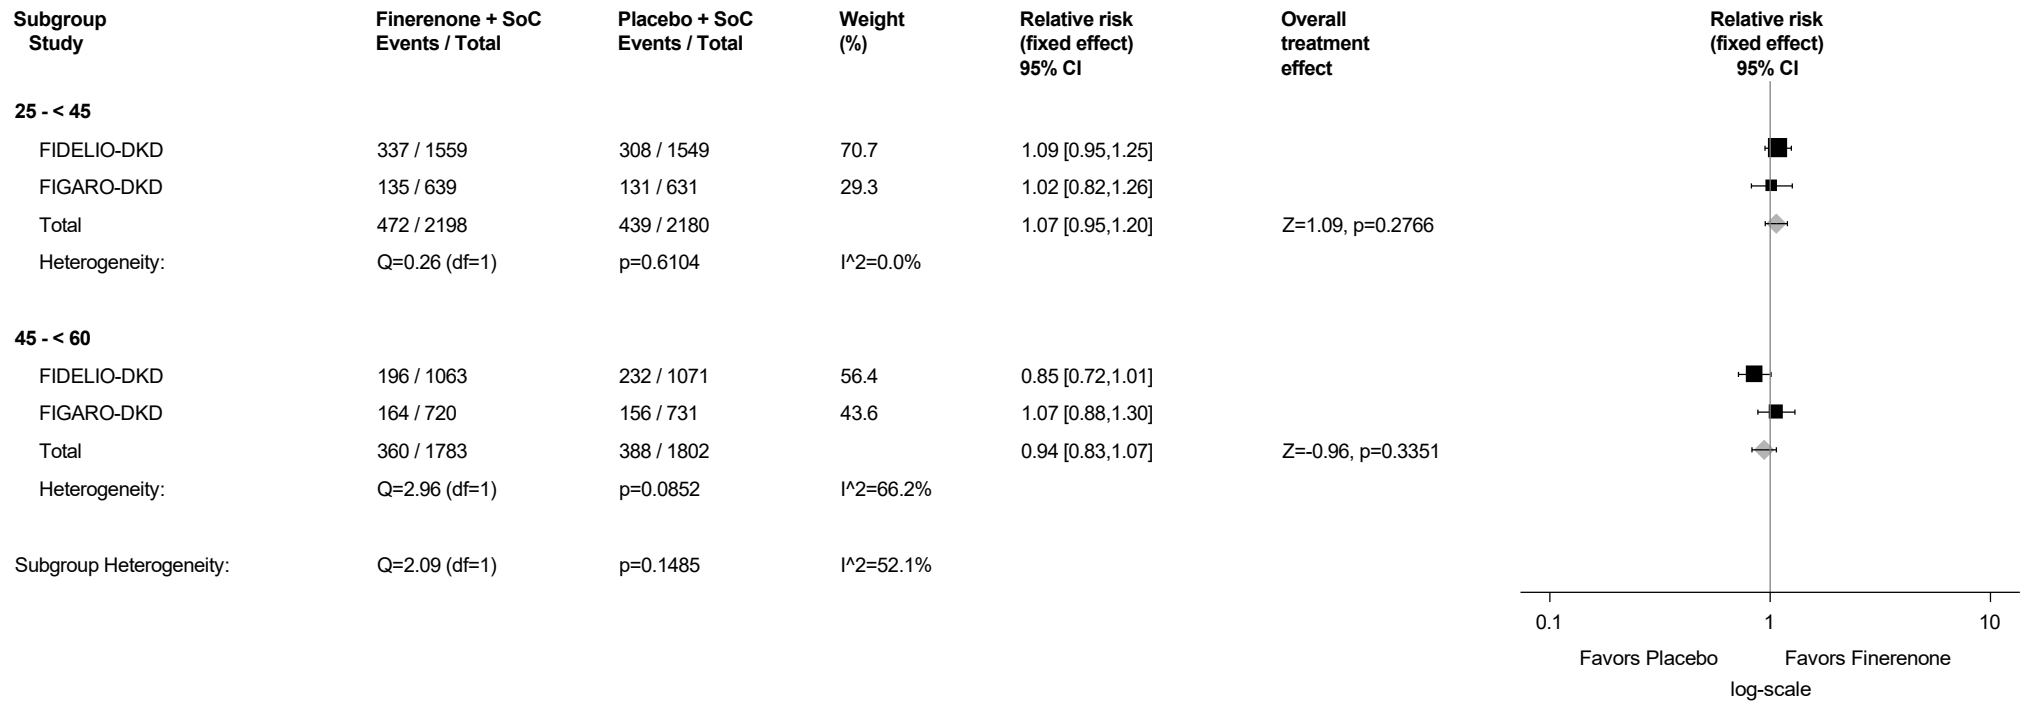 Subgroup Finerenone + SoC Placebo + SoC Weight Relative risk Overall Relative risk
Study Events / Total Events / Total (%) (fixed effect) treatment (fixed effect)
95% CI effect 95% CI
25 - < 45
FIDELIO-DKD 337 / 1559 308 / 1549 70.7 1.09 [0.95,1.25]
FIGARO-DKD 135 / 639 131 / 631 29.3 1.02 [0.82,1.26]
Total 472 / 2198 439 / 2180 1.07 [0.95,1.20] Z=1.09, p=0.2766
Heterogeneity: Q=0.26 (df=1) p=0.6104 I^2=0.0%
45 - < 60
FIDELIO-DKD 196 / 1063 232 / 1071 56.4 0.85 [0.72,1.01]
FIGARO-DKD 164 / 720 156 / 731 43.6 1.07 [0.88,1.30]
Total 360 / 1783 388 / 1802 0.94 [0.83,1.07] Z=-0.96, p=0.3351
Heterogeneity: Q=2.96 (df=1) p=0.0852 I^2=66.2%
Subgroup Heterogeneity: Q=2.09 (df=1) p=0.1485 I^2=52.1%
0.1 1 10
Favors Placebo Favors Finerenone
log-scale